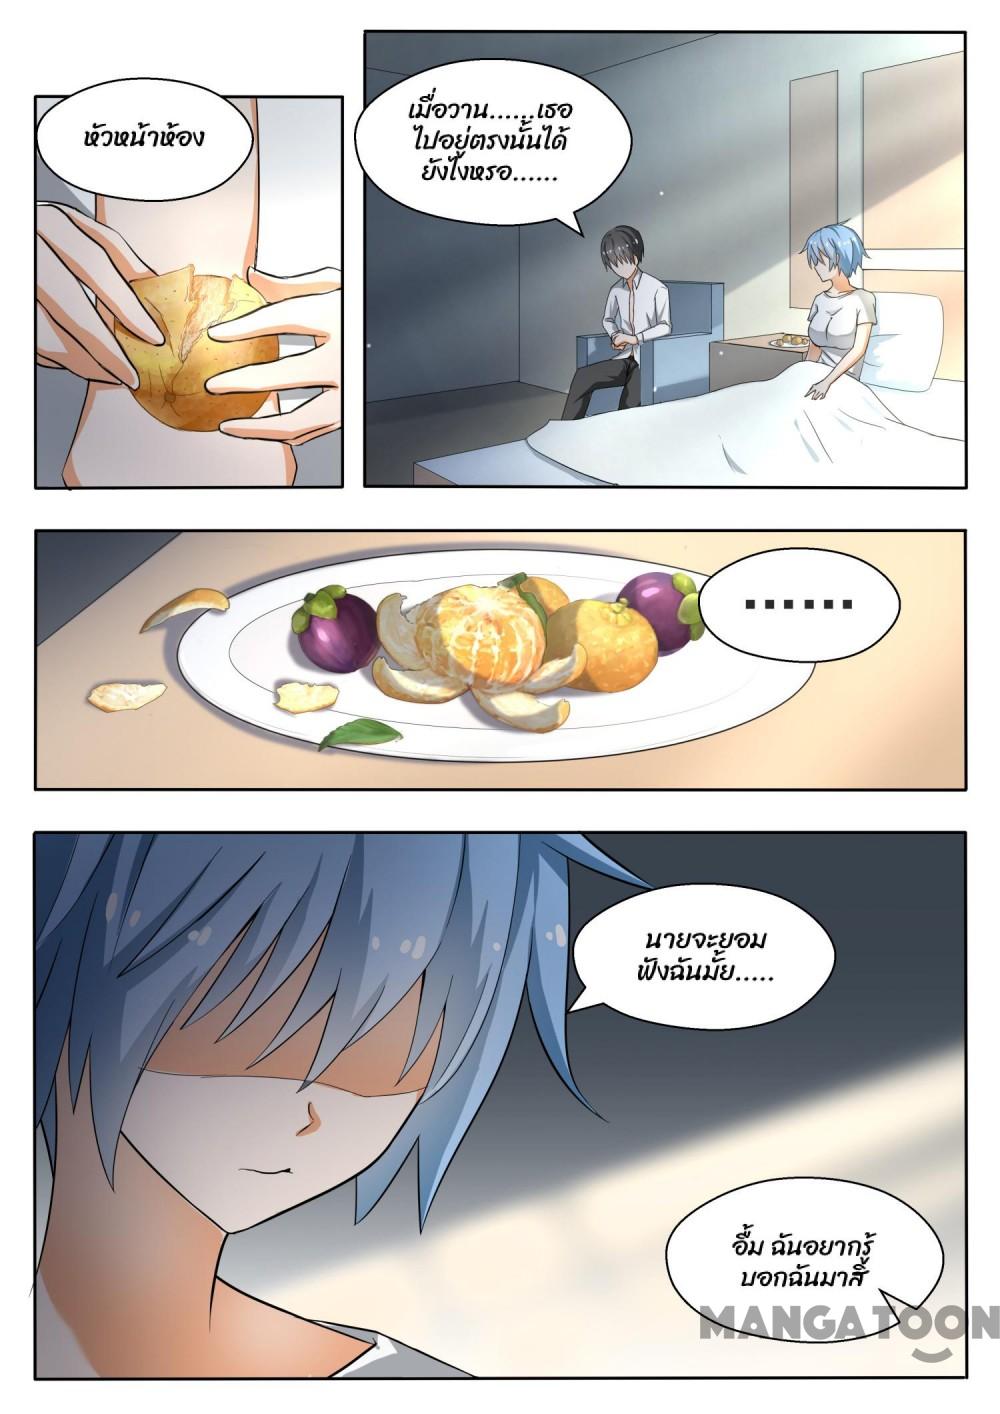 หัวหน้าห้อง
เมื่อวาน......เธอ
ไปอยู่ตรงนั้นได้
ยังไงหรอ......
......
นายจะยอม
ฟังฉันมั้ย.....
อื้ม ฉันอยากรู้
บอกฉันมาสิ
MANGATOON